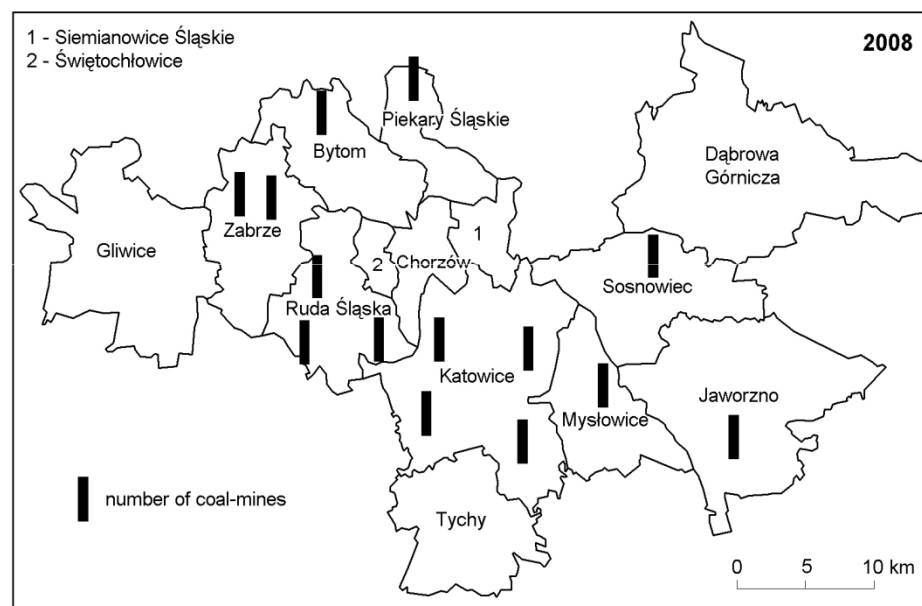 1 - Siemianowice Śląskie
2 - Świętochłowice
2008
Piekary Śląskie
Bytom
Dąbrowa
Górnicza
Zabrze
1
Gliwice
2
Chorzów
Sosnowiec
Ruda Śląska
Katowice
Jaworzno
Mysłowice
number of coal-mines
Tychy
0 5 10 km